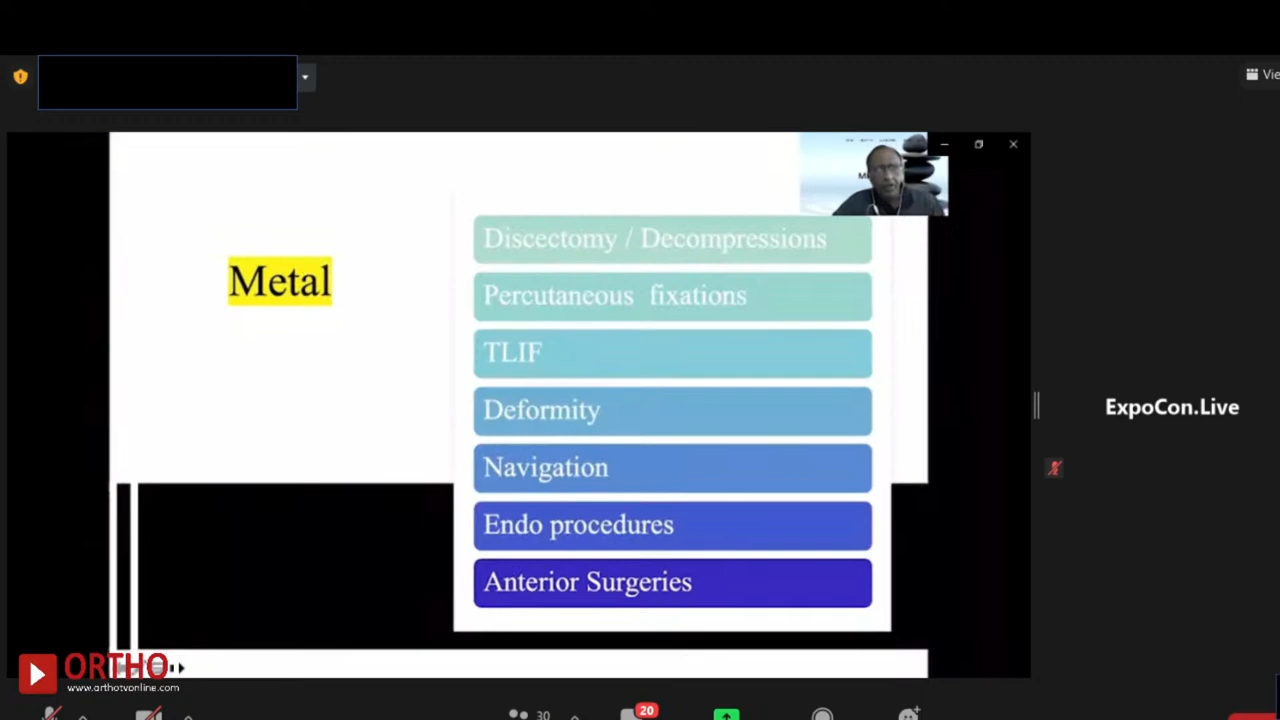 Vie
Metal
Discectomy / Decompressions
Percutaneous fixations
TLIF
Deformity
Navigation
Endo procedures
Anterior Surgeries
ExpoCon.Live
ORTHO
www.orthotvonline.com
30
20